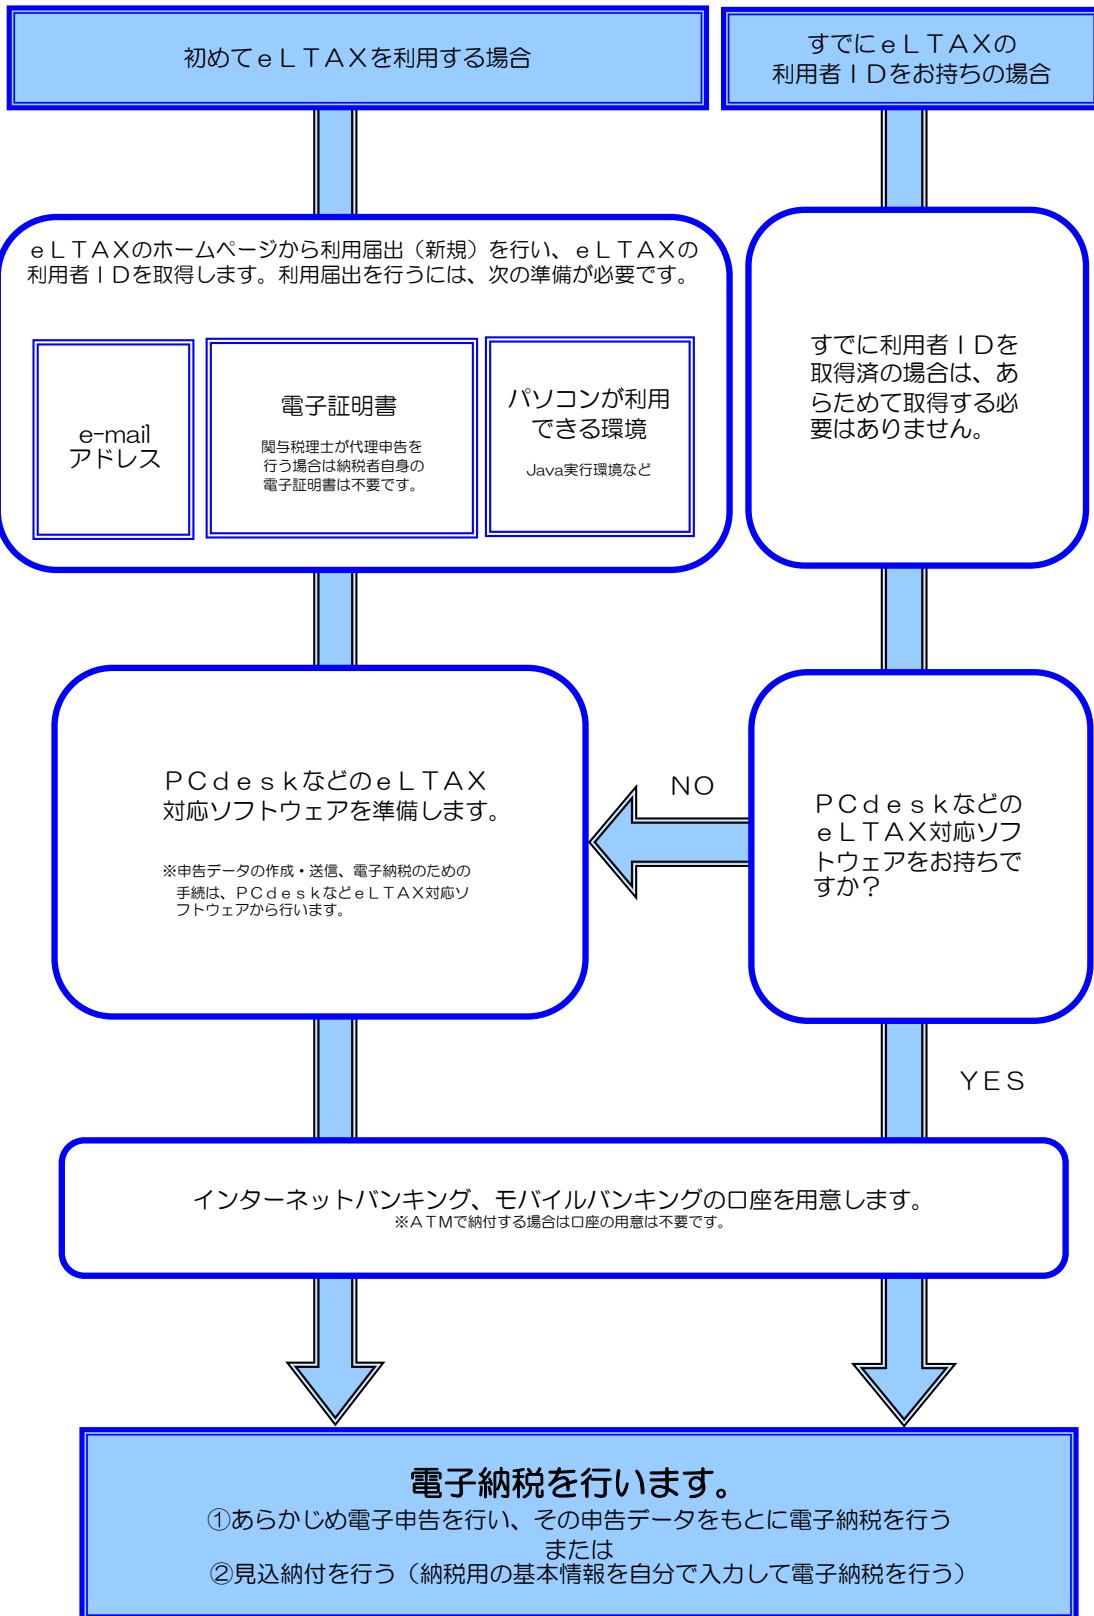 初めてｅＬＴＡＸを利用する場合
すでにｅＬＴＡＸの
利用者ＩＤをお持ちの場合
ｅＬＴＡＸのホームページから利用届出（新規）を行い、ｅＬＴＡＸの
利用者ＩＤを取得します。利用届出を行うには、次の準備が必要です。
e-mail
アドレス
電子証明書
関与税理士が代理申告を
行う場合は納税者自身の
電子証明書は不要です。
パソコンが利用
できる環境
Java実行環境など
すでに利用者ＩＤを
取得済の場合は、あ
らためて取得する必
要はありません。
ＰＣｄｅｓｋなどのｅＬＴＡＸ
対応ソフトウェアを準備します。
※申告データの作成・送信、電子納税のための
手続は、ＰＣｄｅｓｋなどｅＬＴＡＸ対応ソ
フトウェアから行います。
ＮＯ
ＰＣｄｅｓｋなどの
ｅＬＴＡＸ対応ソフ
トウェアをお持ちで
すか？
ＹＥＳ
インターネットバンキング、モバイルバンキングの口座を用意します。
※ＡＴＭで納付する場合は口座の用意は不要です。
電子納税を行います。
①あらかじめ電子申告を行い、その申告データをもとに電子納税を行う
または
②見込納付を行う（納税用の基本情報を自分で入力して電子納税を行う）